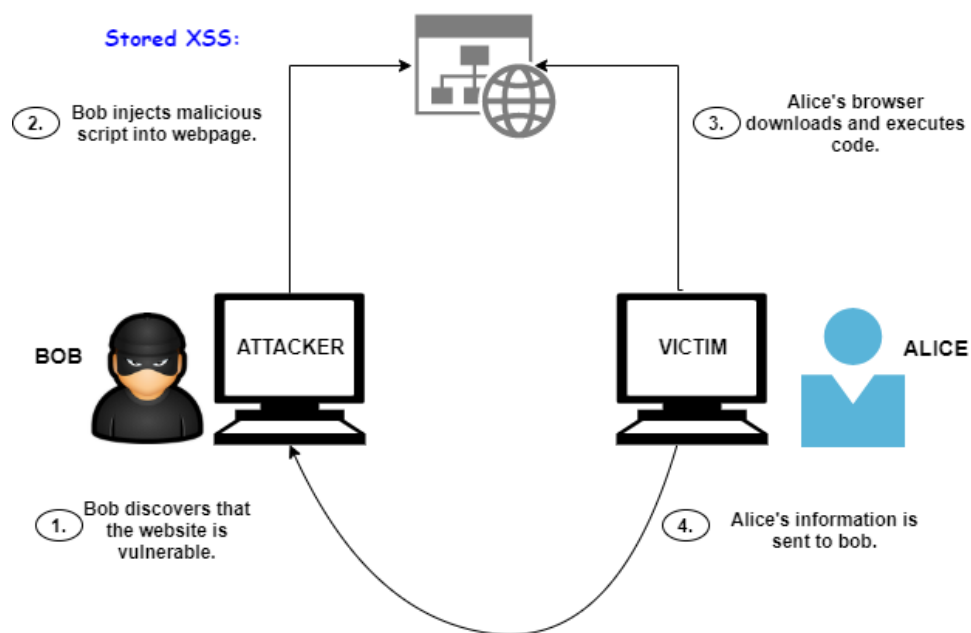 Stored XSS:
2.
Bob injects malicious
script into webpage.
3.
Alice's browser
downloads and executes
code.
BOB
ATTACKER
VICTIM
ALICE
1.
Bob discovers that
the website is
vulnerable.
4.
Alice's information is
sent to bob.